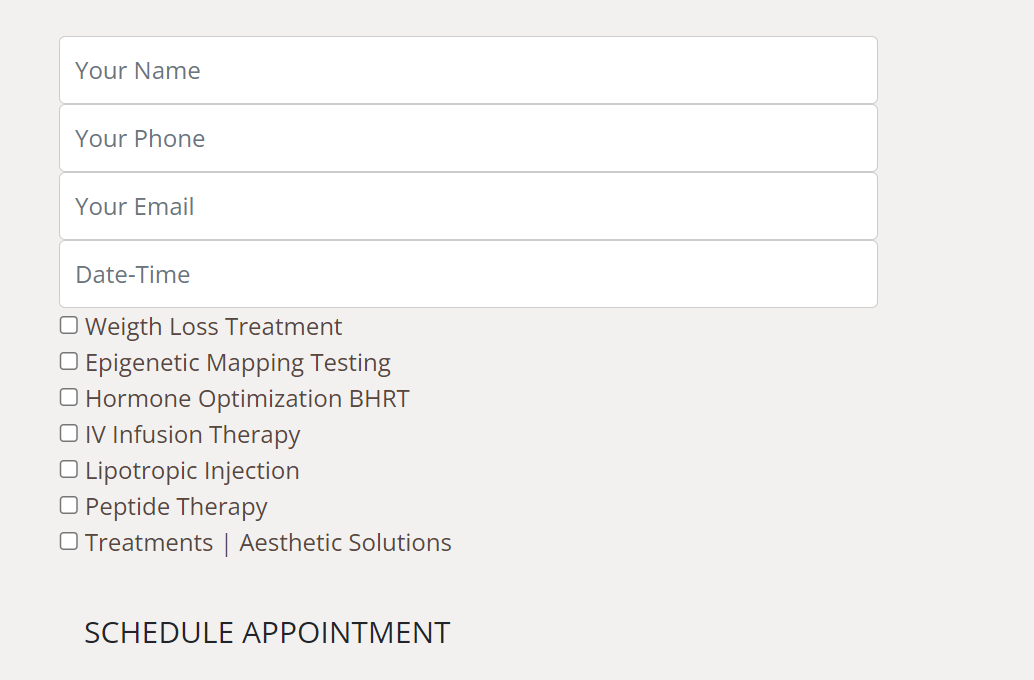 Your Name
Your Phone
Your Email
Date-Time
Weigth Loss Treatment
Epigenetic Mapping Testing
Hormone Optimization BHRT
IV Infusion Therapy
Lipotropic Injection
Peptide Therapy
Treatments | Aesthetic Solutions
SCHEDULE APPOINTMENT